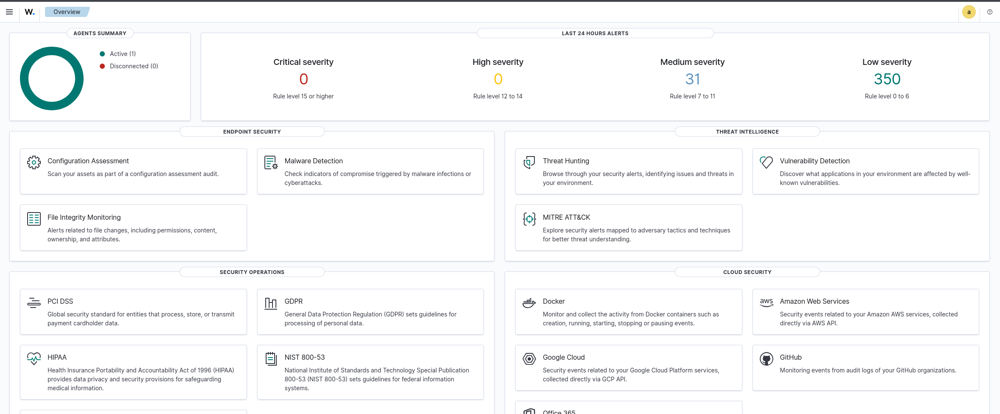 W.
Overview
a
AGENTS SUMMARY
Active (1)
Disconnected (0)
LAST 24 HOURS ALERTS
Critical severity
0
Rule level 15 or higher
High severity
0
Rule level 12 to 14
Medium severity
31
Rule level 7 to 11
Low severity
350
Rule level 0 to 6
ENDPOINT SECURITY
Configuration Assessment
Scan your assets as part of a configuration assessment audit.
Malware Detection
Check indicators of compromise triggered by malware infections or
cyberattacks.
File Integrity Monitoring
Alerts related to file changes, including permissions, content,
ownership, and attributes.
THREAT INTELLIGENCE
Threat Hunting
Browse through your security alerts, identifying issues and threats in
your environment.
Vulnerability Detection
Discover what applications in your environment are affected by well-
known vulnerabilities.
MITRE ATT&CK
Explore security alerts mapped to adversary tactics and techniques
for better threat understanding.
SECURITY OPERATIONS
PCI DSS
Global security standard for entities that process, store, or transmit
payment cardholder data.
GDPR
General Data Protection Regulation (GDPR) sets guidelines for
processing of personal data.
HIPAA
Health Insurance Portability and Accountability Act of 1996 (HIPAA)
provides data privacy and security provisions for safeguarding
medical information.
NIST 800-53
National Institute of Standards and Technology Special Publication
800-53 (NIST 800-53) sets guidelines for federal information
systems.
CLOUD SECURITY
Docker
Monitor and collect the activity from Docker containers such as
creation, running, starting, stopping or pausing events.
aws
Amazon Web Services
Security events related to your Amazon AWS services, collected
directly via AWS API.
Google Cloud
Security events related to your Google Cloud Platform services,
collected directly via GCP API.
GitHub
Monitoring events from audit logs of your GitHub organizations.
Office 365